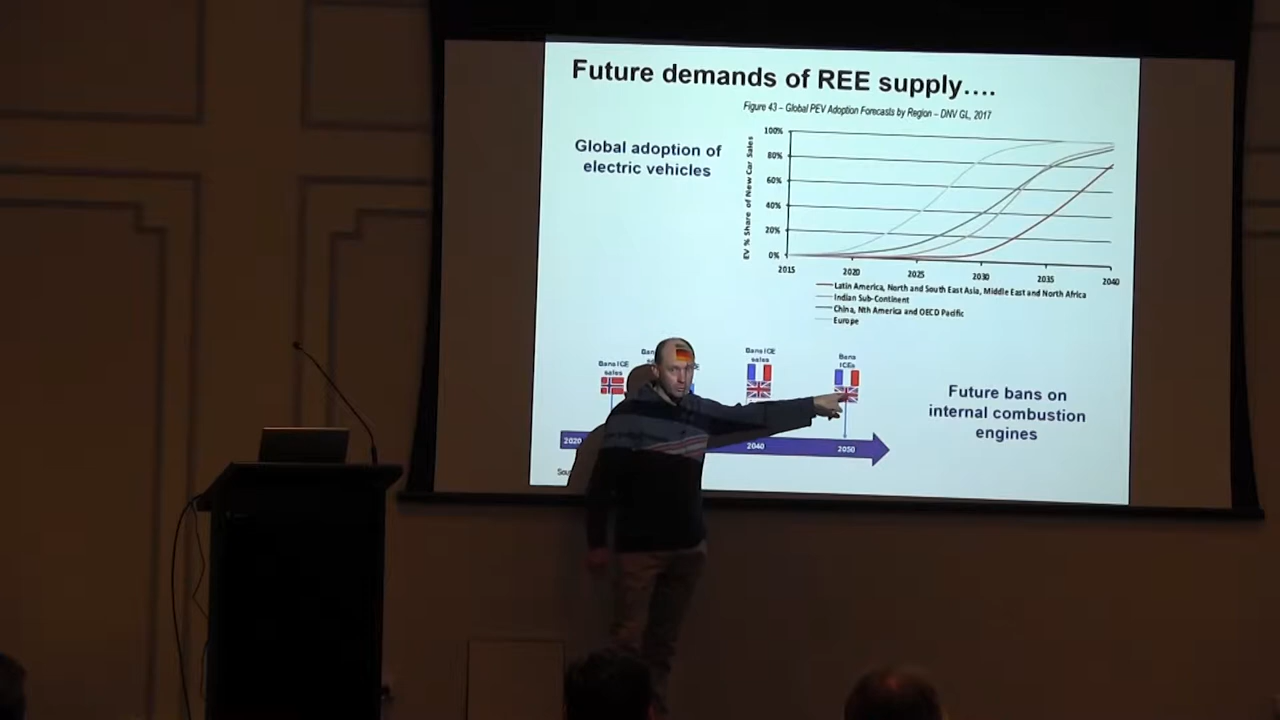 Future demands of REE supply....
Figure 43 – Global PEV Adoption Forecasts by Region – DNV GL, 2017
Global adoption of
electric vehicles
EV % Share of New Car Sales
100%
80%
60%
40%
20%
0%
2015
2020
2025
2030
2035
2040
Latin America, North and South East Asia, Middle East and North Africa
Indian Sub-Continent
China, Nth America and OECD Pacific
Europe
Bans ICE
sales
Bans ICE
sales
Bans
ICEs
Future bans on
internal combustion
engines
2020
2040
2050